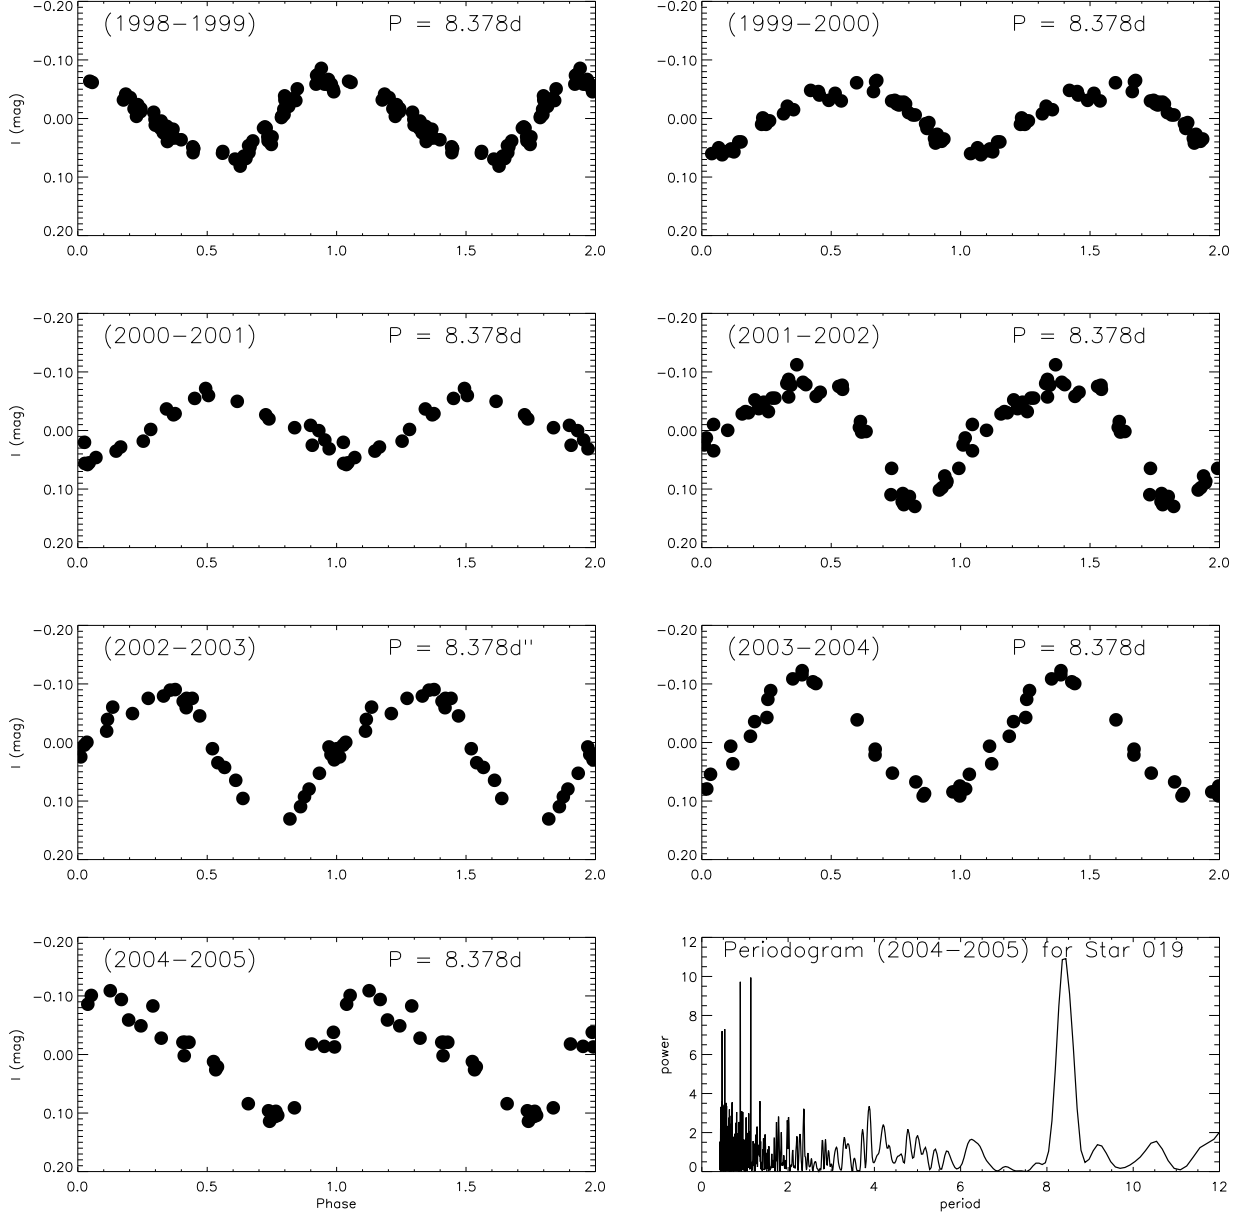 (1998−1999) P = 8.378d
−0.20
−0.10
0.00
0.10
0.20
I (mag)
0.0 0.5 1.0 1.5 2.0
(1999−2000) P = 8.378d
−0.20
−0.10
0.00
0.10
0.20
0.0 0.5 1.0 1.5 2.0
(2000−2001) P = 8.378d
−0.20
−0.10
0.00
0.10
0.20
I (mag)
0.0 0.5 1.0 1.5 2.0
(2001−2002) P = 8.378d
−0.20
−0.10
0.00
0.10
0.20
0.0 0.5 1.0 1.5 2.0
(2002−2003) P = 8.378d"
−0.20
−0.10
0.00
0.10
0.20
I (mag)
0.0 0.5 1.0 1.5 2.0
(2003−2004) P = 8.378d
−0.20
−0.10
0.00
0.10
0.20
0.0 0.5 1.0 1.5 2.0
(2004−2005) P = 8.378d
−0.20
−0.10
0.00
0.10
0.20
I (mag)
0.0 0.5 1.0 1.5 2.0
Phase
Periodogram (2004−2005) for Star 019
12
10
8
6
4
2
0
power
0 2 4 6 8 10 12
period